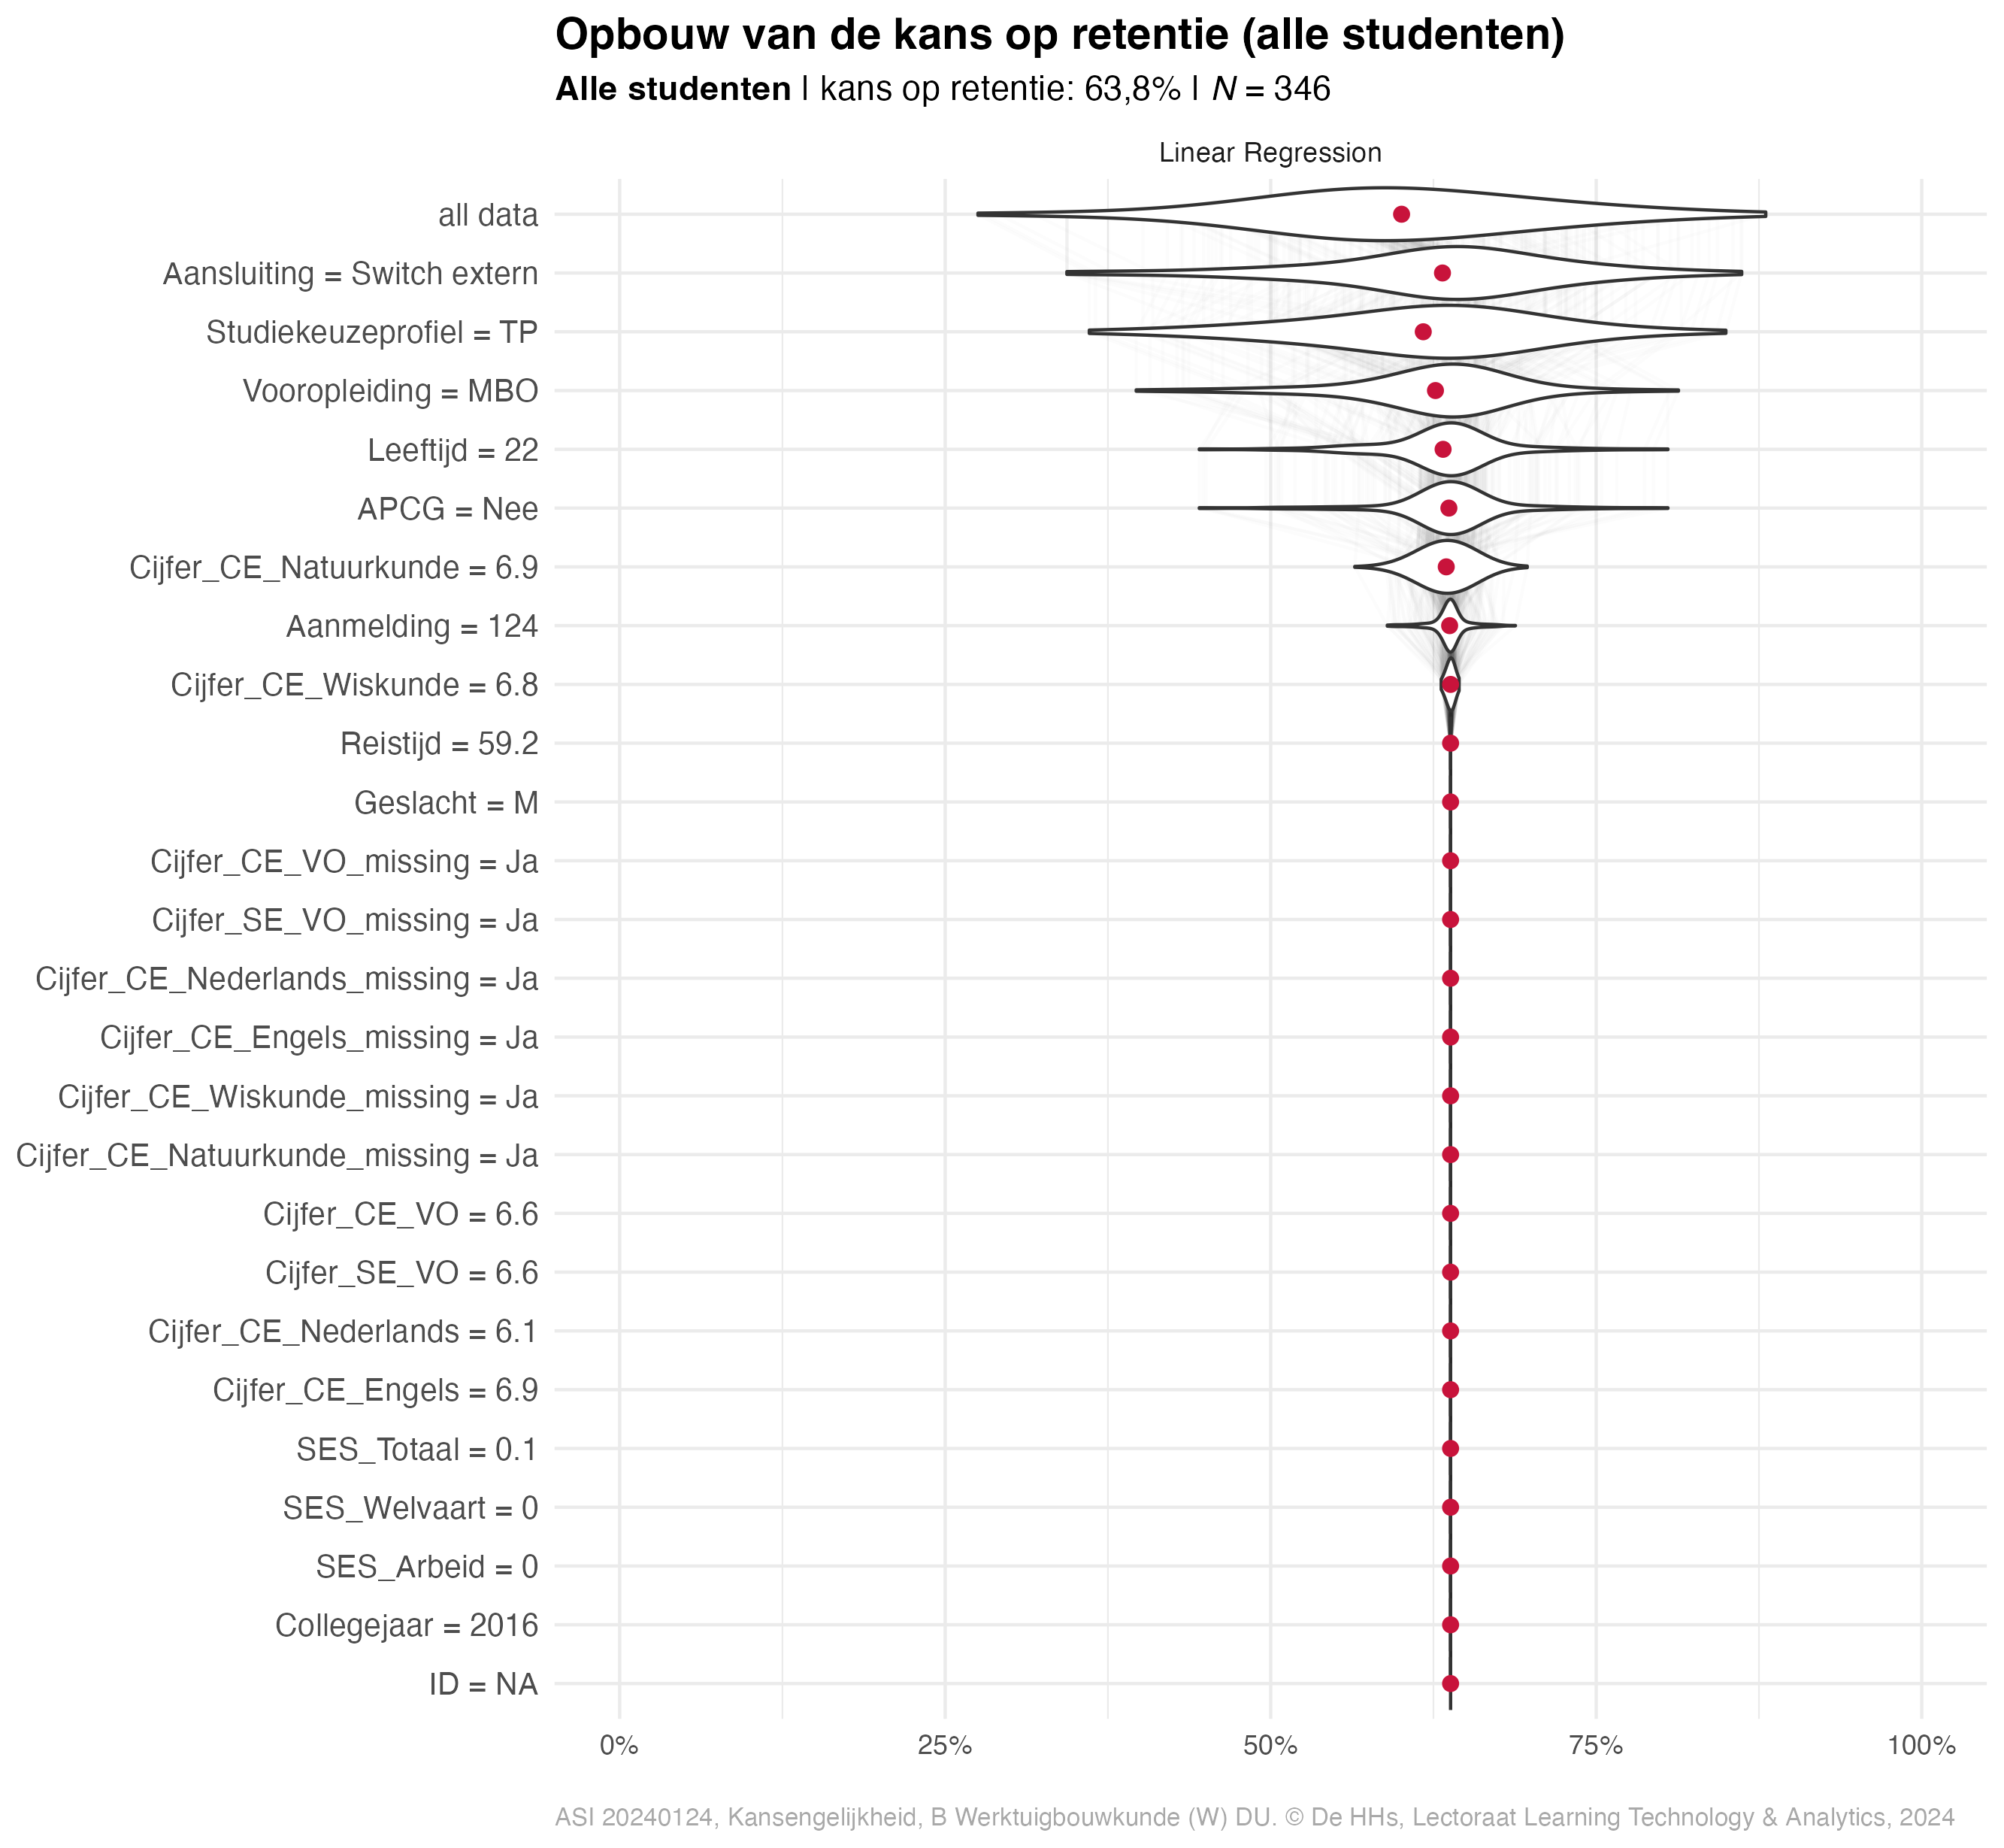 Opbouw van de kans op retentie (alle studenten)
Alle studenten | kans op retentie: 63,8% | N = 346
Linear Regression
all data
Aansluiting = Switch extern
Studiekeuzeprofiel = TP
Vooropleiding = MBO
Leeftijd = 22
APCG = Nee
Cijfer_CE_Natuurkunde = 6.9
Aanmelding = 124
Cijfer_CE_Wiskunde = 6.8
Reistijd = 59.2
Geslacht = M
Cijfer_CE_VO_missing = Ja
Cijfer_SE_VO_missing = Ja
Cijfer_CE_Nederlands_missing = Ja
Cijfer_CE_Engels_missing = Ja
Cijfer_CE_Wiskunde_missing = Ja
Cijfer_CE_Natuurkunde_missing = Ja
Cijfer_CE_VO = 6.6
Cijfer_SE_VO = 6.6
Cijfer_CE_Nederlands = 6.1
Cijfer_CE_Engels = 6.9
SES_Totaal = 0.1
SES_Welvaart = 0
SES_Arbeid = 0
Collegejaar = 2016
ID = NA
0% 25% 50% 75% 100%
ASI 20240124, Kansengelijkheid, B Werktuigbouwkunde (W) DU. © De HHs, Lectoraat Learning Technology & Analytics, 2024